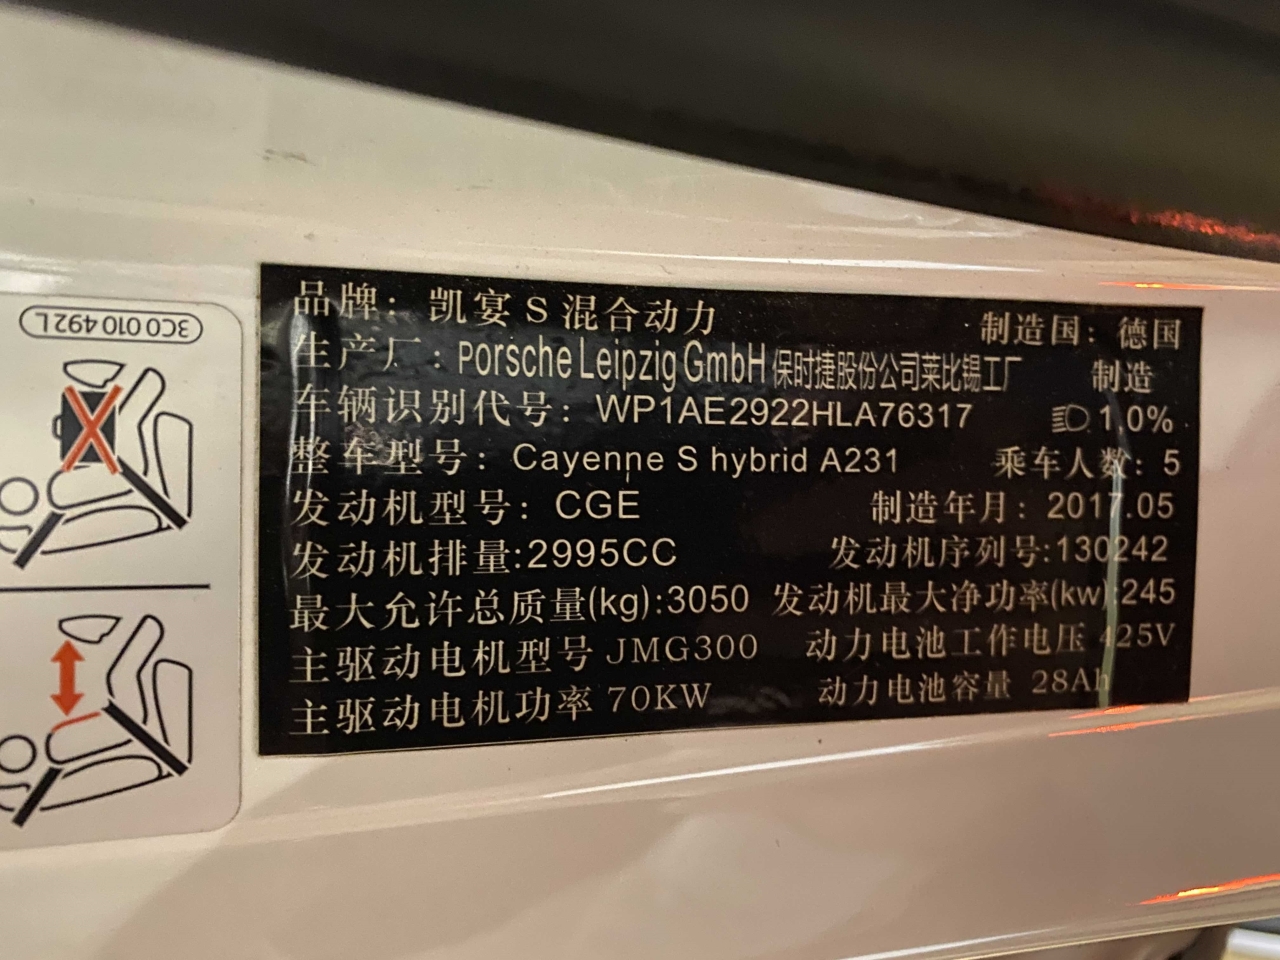 3C0 010 492 L
品牌：凯宴 S 混合动力 制造国：德国
生产厂：Porsche Leipzig GmbH 保时捷股份公司莱比锡工厂 制造
车辆识别代号：WP1AE2922HLA76317 1.0%
整车型号：Cayenne S hybrid A231 乘车人数：5
发动机型号：CGE 制造年月：2017.05
发动机排量:2995CC 发动机序列号:130242
最大允许总质量(kg):3050 发动机最大净功率(kw):245
主驱动电机型号 JMG300 动力电池工作电压 425V
主驱动电机功率 70KW 动力电池容量 28Ah